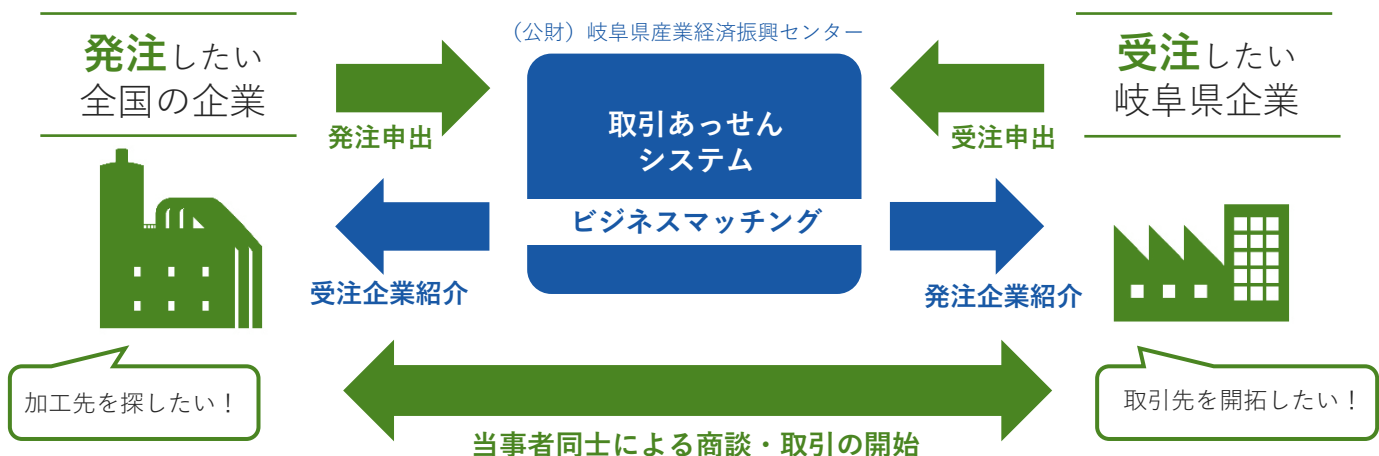 発注したい
全国の企業
（公財）岐阜県産業経済振興センター
受注したい
岐阜県企業
発注申出
取引あっせん
システム
受注申出
ビジネスマッチング
受注企業紹介
発注企業紹介
加工先を探したい！
取引先を開拓したい！
当事者同士による商談・取引の開始